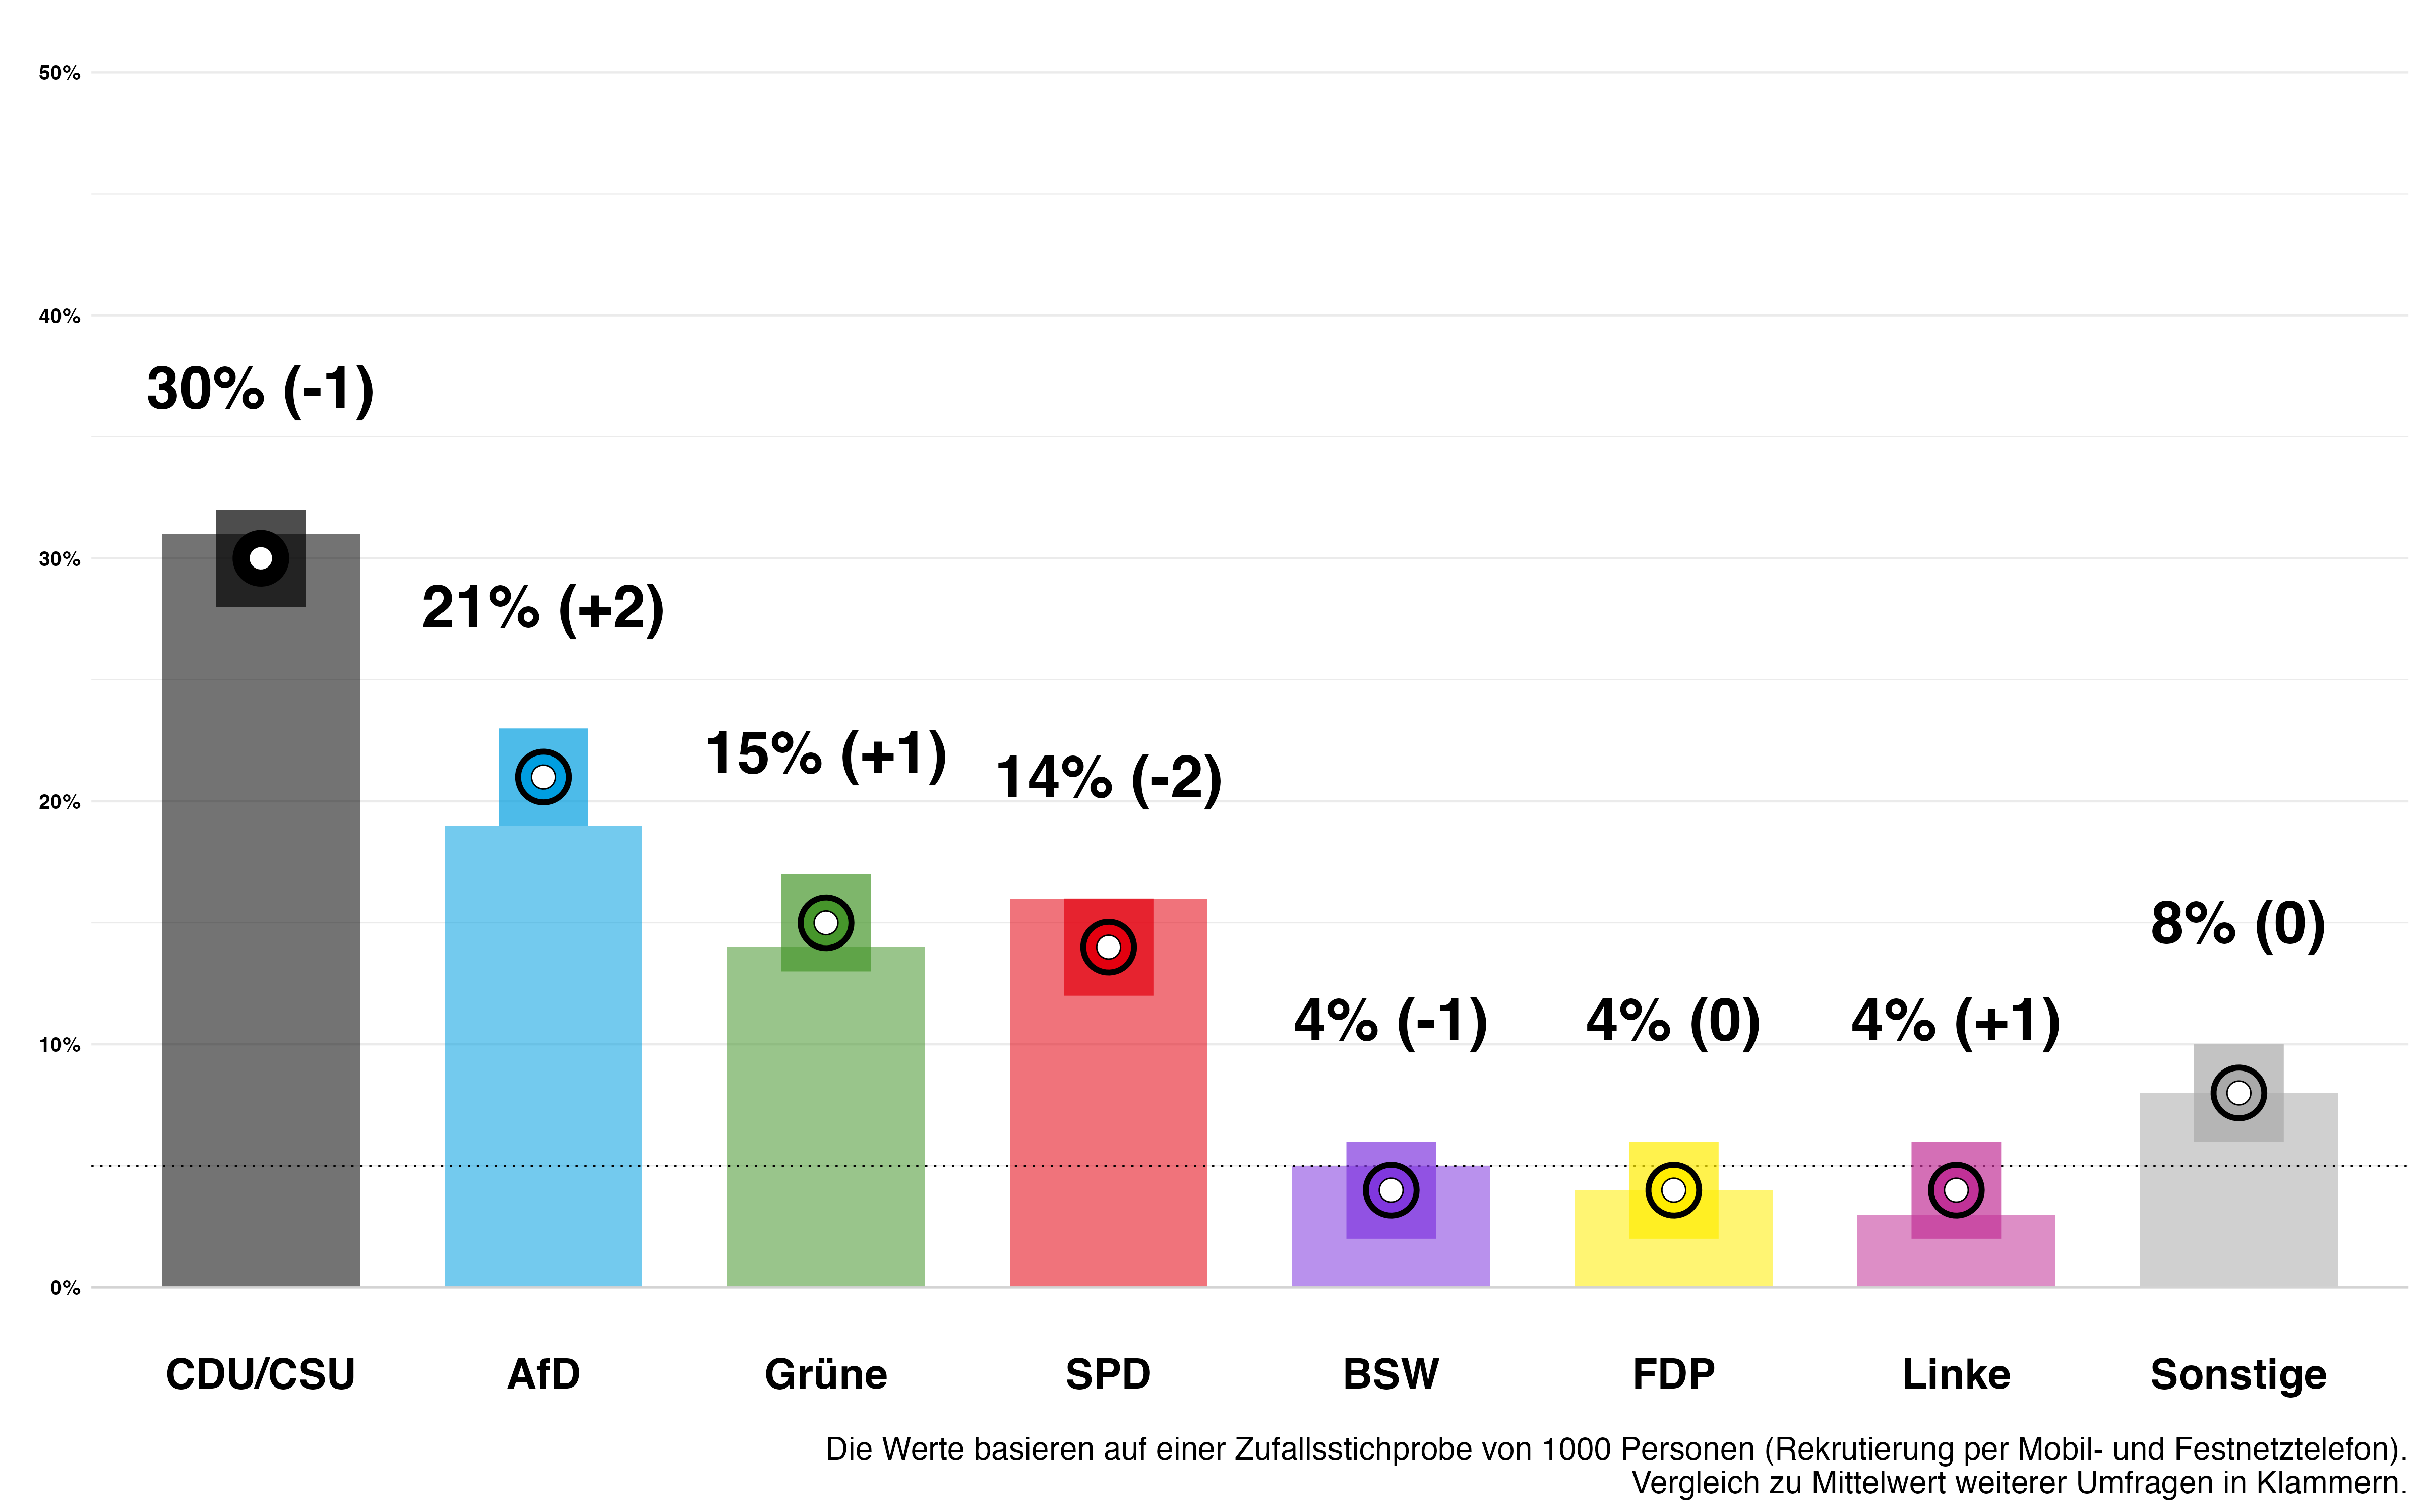 50%
40%
30% (-1)
30%
21% (+2)
15% (+1)
14% (-2)
20%
8% (0)
4% (-1)
4% (0)
4% (+1)
10%
0%
CDU/CSU
AfD
Grüne
SPD
BSW
FDP
Linke
Sonstige
Die Werte basieren auf einer Zufallsstichprobe von 1000 Personen (Rekrutierung per Mobil- und Festnetztelefon).
Vergleich zu Mittelwert weiterer Umfragen in Klammern.